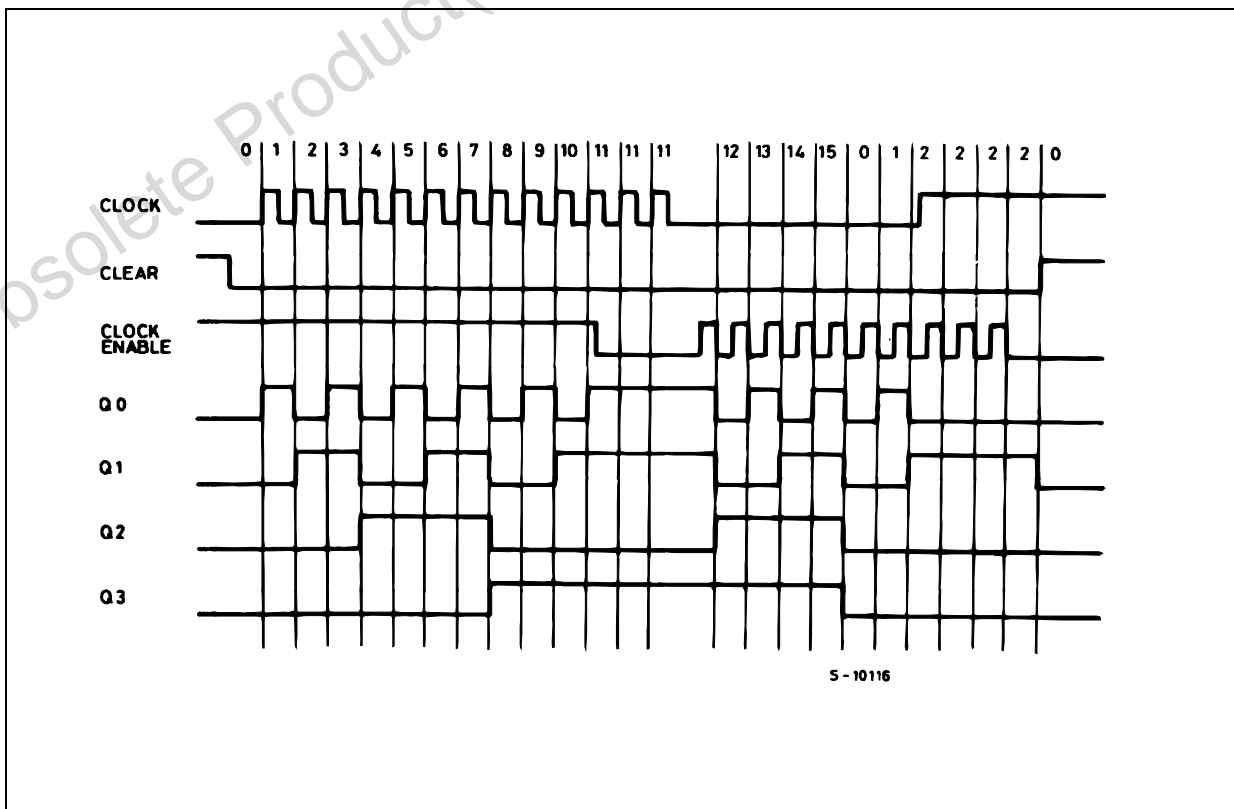 bsolete Product(
0 1 2 3 4 5 6 7 8 9 10 11 11 11 12 13 14 15 0 1 2 2 2 2 0
CLOCK
CLEAR
CLOCK
ENABLE
Q0
Q1
Q2
Q3
S-10116